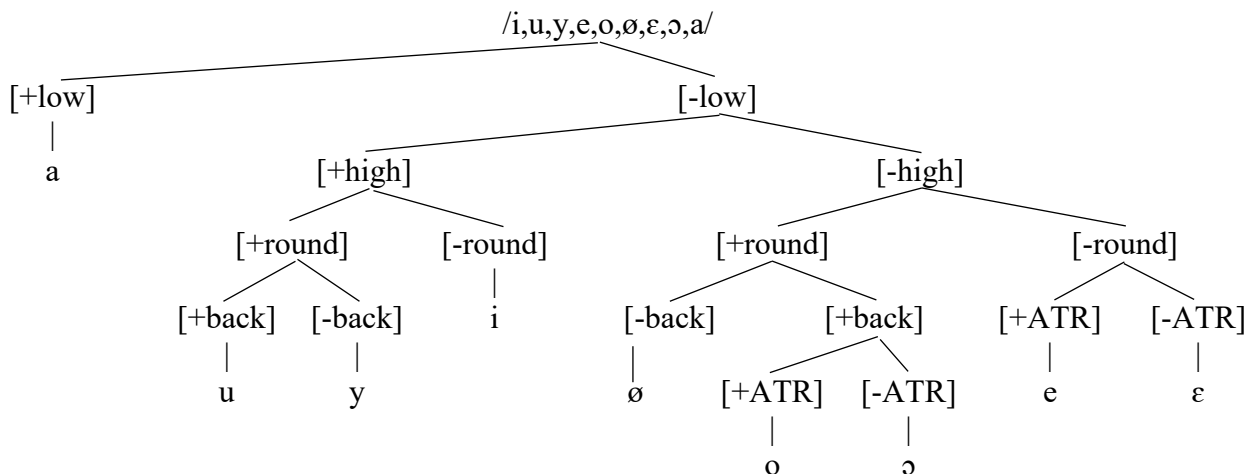 /i,u,y,e,o,ø,ɛ,ɔ,a/
[+low] [-low]
a [+high] [-high]
[+round] [-round] [+round] [-round]
[+back] [-back] i [-back] [+back] [+ATR] [-ATR]
u y ø [+ATR] [-ATR] e ɛ
o ɔ